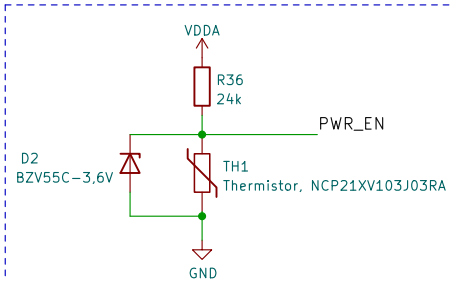 VDDA
R36
24k
PWR_EN
D2
BZV55C-3,6V
TH1
Thermistor, NCP21XV103J03RA
GND